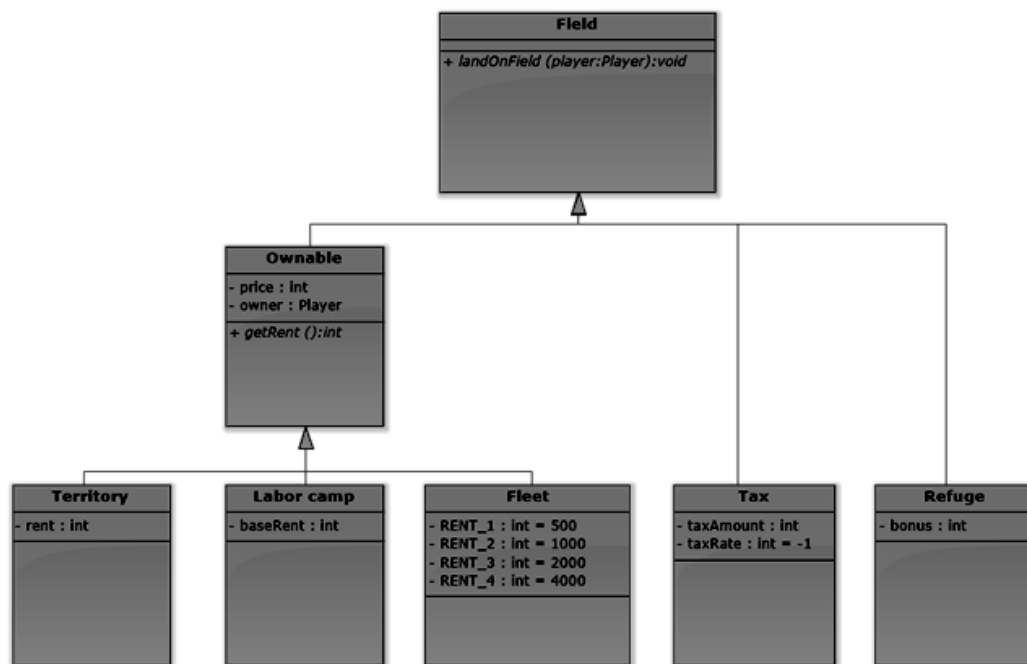 Field
+ landOnField (player:Player):void
Ownable
- price : int
- owner : Player
+ getRent ():int
Territory
- rent : int
Labor camp
- baseRent : int
Fleet
- RENT_1 : int = 500
- RENT_2 : int = 1000
- RENT_3 : int = 2000
- RENT_4 : int = 4000
Tax
- taxAmount : int
- taxRate : int = -1
Refuge
- bonus : int